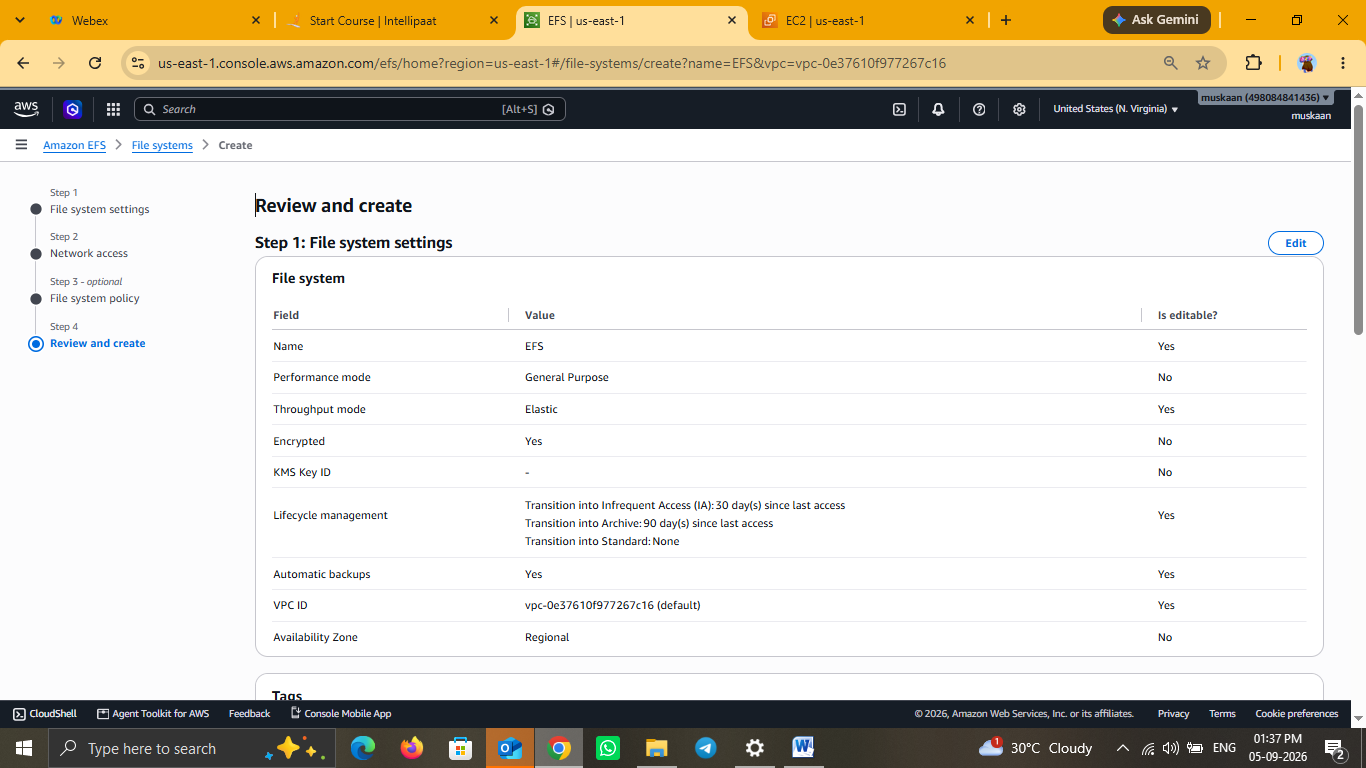 Webex
Start Course | Intellipaat
EFS | us-east-1
EC2 | us-east-1
Ask Gemini
us-east-1.console.aws.amazon.com/efs/home?region=us-east-1#/file-systems/create?name=EFS&vpc=vpc-0e37610f977267c16
aws
Search
[Alt+S]
United States (N. Virginia)
muskaan (498084841436)
muskaan
Amazon EFS
File systems
Create
Step 1
File system settings
Step 2
Network access
Step 3 - optional
File system policy
Step 4
Review and create
Review and create
Step 1: File system settings
Edit
File system
Field Value Is editable?
Name EFS Yes
Performance mode General Purpose No
Throughput mode Elastic Yes
Encrypted Yes No
KMS Key ID - No
Lifecycle management
Transition into Infrequent Access (IA): 30 day(s) since last access
Transition into Archive: 90 day(s) since last access
Transition into Standard: None
Yes
Automatic backups Yes Yes
VPC ID vpc-0e37610f977267c16 (default) Yes
Availability Zone Regional No
Tags
CloudShell
Agent Toolkit for AWS
Feedback
Console Mobile App
© 2026, Amazon Web Services, Inc. or its affiliates.
Privacy
Terms
Cookie preferences
Type here to search
1
30°C Cloudy
ENG
01:37 PM
05-09-2026
2